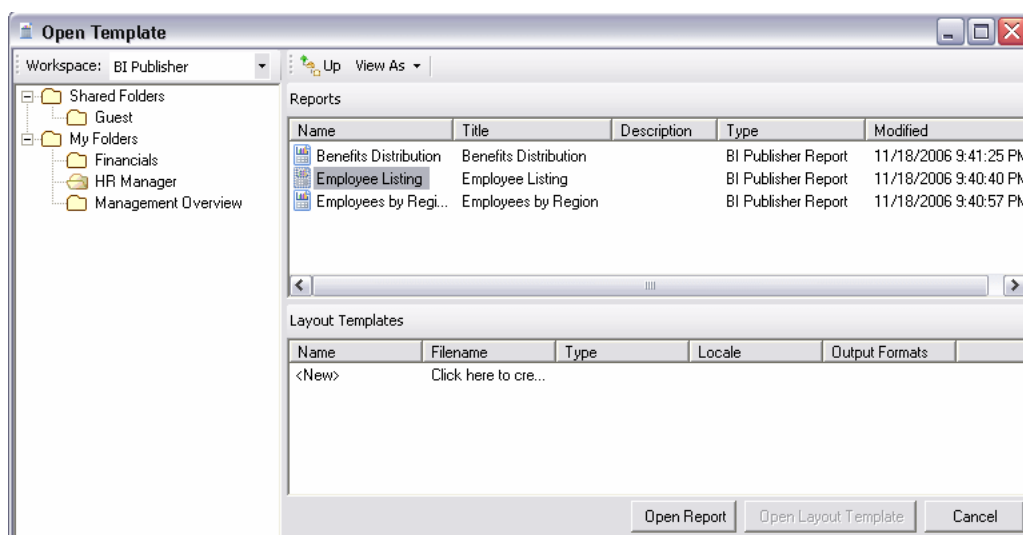 Open Template
Workspace: BI Publisher
Up View As
Shared Folders
Guest
My Folders
Financials
HR Manager
Management Overview
Reports
Name Title Description Type Modified
Benefits Distribution Benefits Distribution BI Publisher Report 11/18/2006 9:41:25 PM
Employee Listing Employee Listing BI Publisher Report 11/18/2006 9:40:40 PM
Employees by Regi... Employees by Region BI Publisher Report 11/18/2006 9:40:57 PM
Layout Templates
Name Filename Type Locale Output Formats
<New> Click here to cre...
Open Report Open Layout Template Cancel